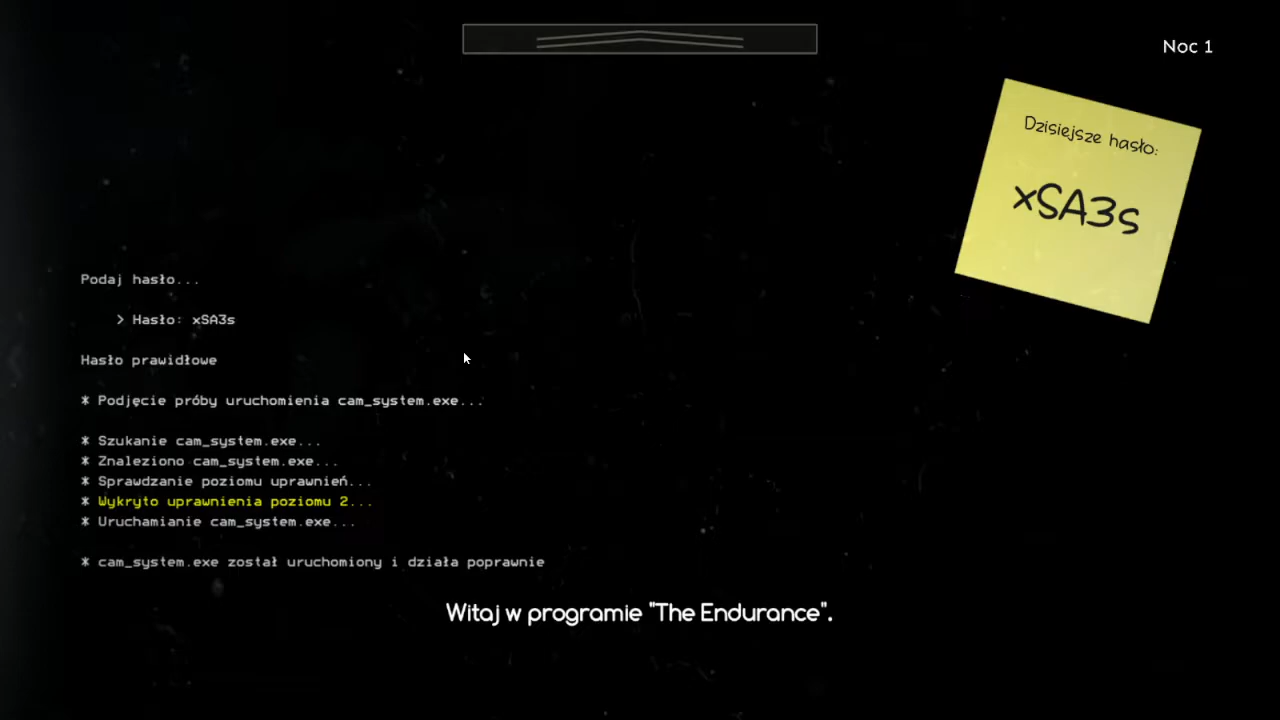 Noc 1
Dzisiejsze hasło:
xSA3s
Podaj hasło...
> Hasło: xSA3s
Hasło prawidłowe
* Podjęcie próby uruchomienia cam_system.exe...
* Szukanie cam_system.exe...
* Znaleziono cam_system.exe...
* Sprawdzanie poziomu uprawnień...
* Wykryto uprawnienia poziomu 2...
* Uruchamianie cam_system.exe...
* cam_system.exe został uruchomiony i działa poprawnie
Witaj w programie "The Endurance".